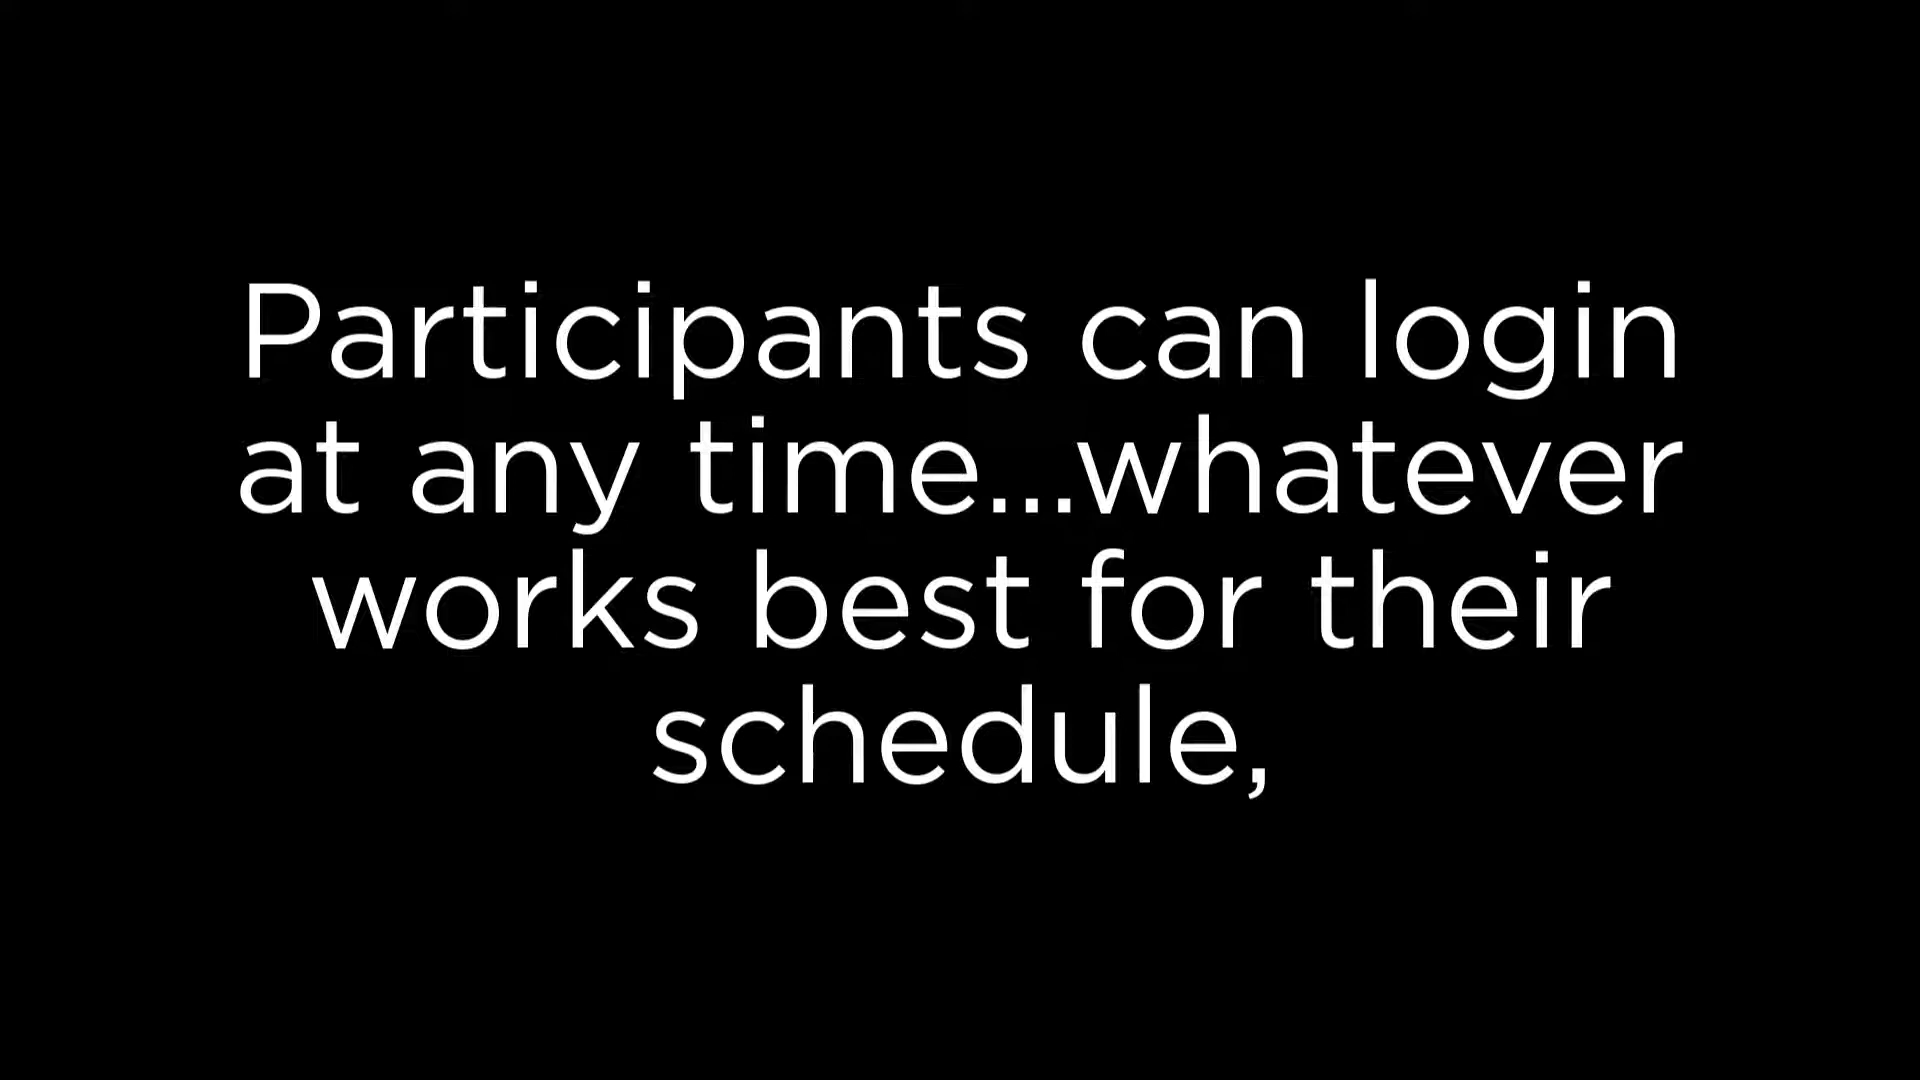 Participants can login
at any time...whatever
works best for their
schedule,